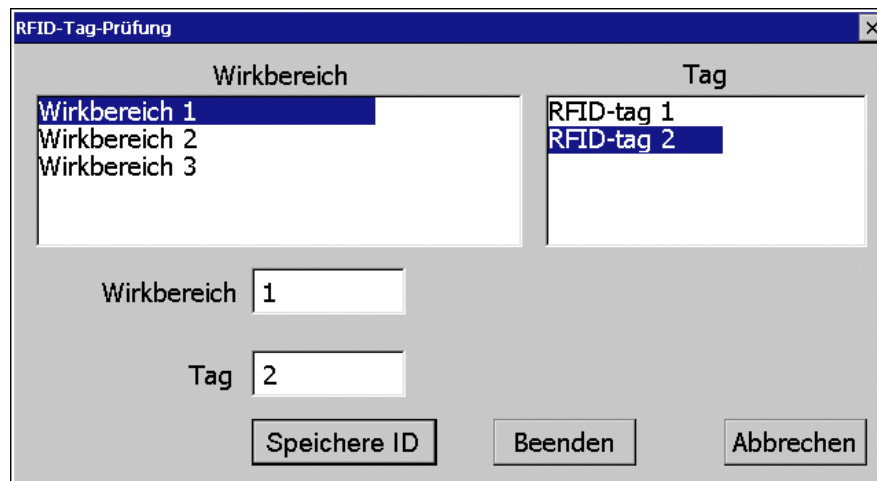 RFID-Tag-Prüfung
Wirkbereich
Tag
Wirkbereich 1
Wirkbereich 2
Wirkbereich 3
RFID-tag 1
RFID-tag 2
Wirkbereich 1
Tag 2
Speichere ID Beenden Abbrechen